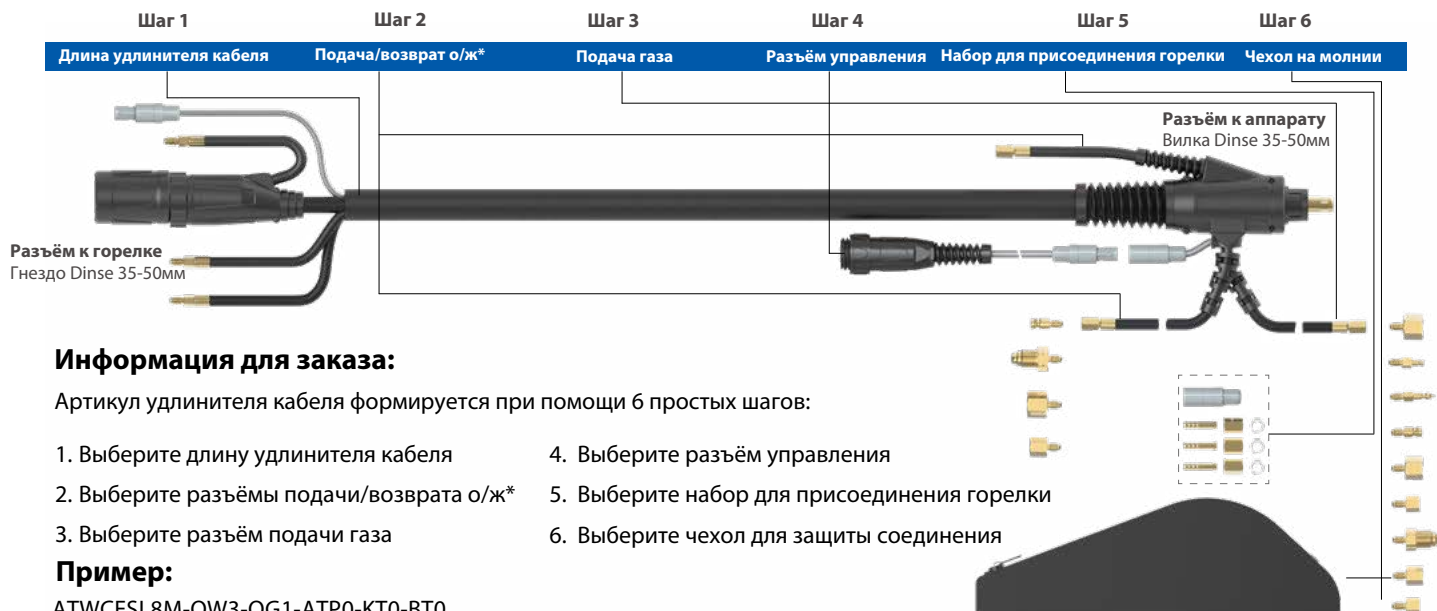 Шаг 1 Шаг 2 Шаг 3 Шаг 4 Шаг 5 Шаг 6
Длина удлинителя кабеля Подача/возврат о/ж* Подача газа Разъём управления Набор для присоединения горелки Чехол на молнии
Разъём к аппарату
Вилка Dinse 35-50мм
Разъём к горелке
Гнездо Dinse 35-50мм
Информация для заказа:
Артикул удлинителя кабеля формируется при помощи 6 простых шагов:
1. Выберите длину удлинителя кабеля
2. Выберите разъёмы подачи/возврата о/ж*
3. Выберите разъём подачи газа
4. Выберите разъём управления
5. Выберите набор для присоединения горелки
6. Выберите чехол для защиты соединения
Пример:
ATWCESL8M-OW3-OG1-ATP0-KT0-BT0